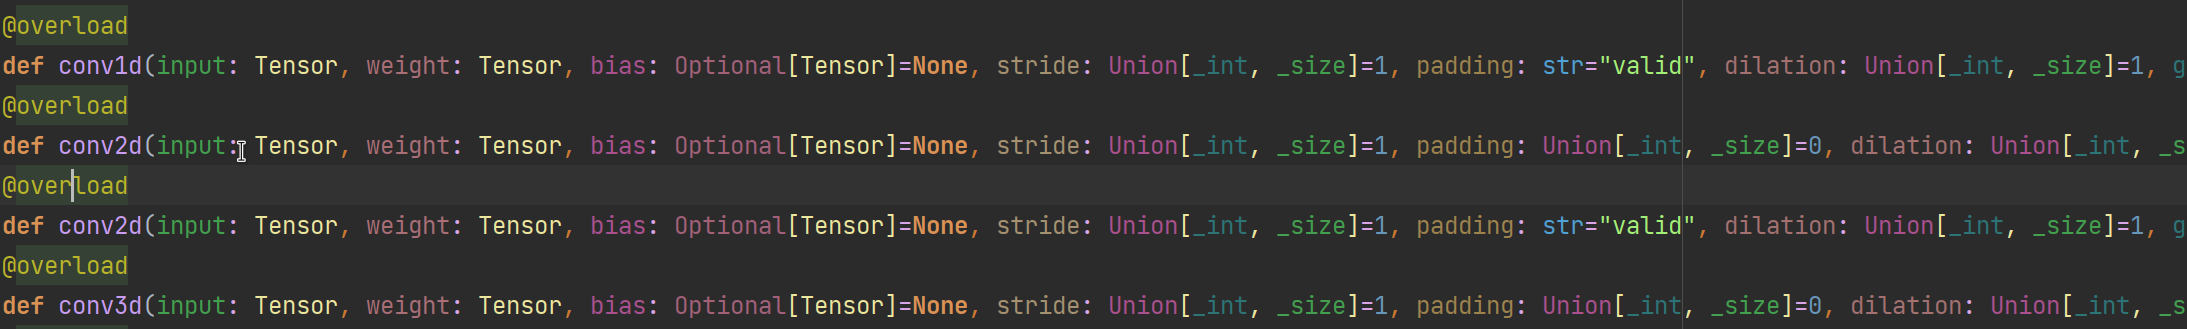 @overload
def conv1d(input: Tensor, weight: Tensor, bias: Optional[Tensor]=None, stride: Union[_int, _size]=1, padding: str="valid", dilation: Union[_int, _size]=1, g
@overload
def conv2d(input: Tensor, weight: Tensor, bias: Optional[Tensor]=None, stride: Union[_int, _size]=1, padding: Union[_int, _size]=0, dilation: Union[_int, _s
@overload
def conv2d(input: Tensor, weight: Tensor, bias: Optional[Tensor]=None, stride: Union[_int, _size]=1, padding: str="valid", dilation: Union[_int, _size]=1, g
@overload
def conv3d(input: Tensor, weight: Tensor, bias: Optional[Tensor]=None, stride: Union[_int, _size]=1, padding: Union[_int, _size]=0, dilation: Union[_int, _s